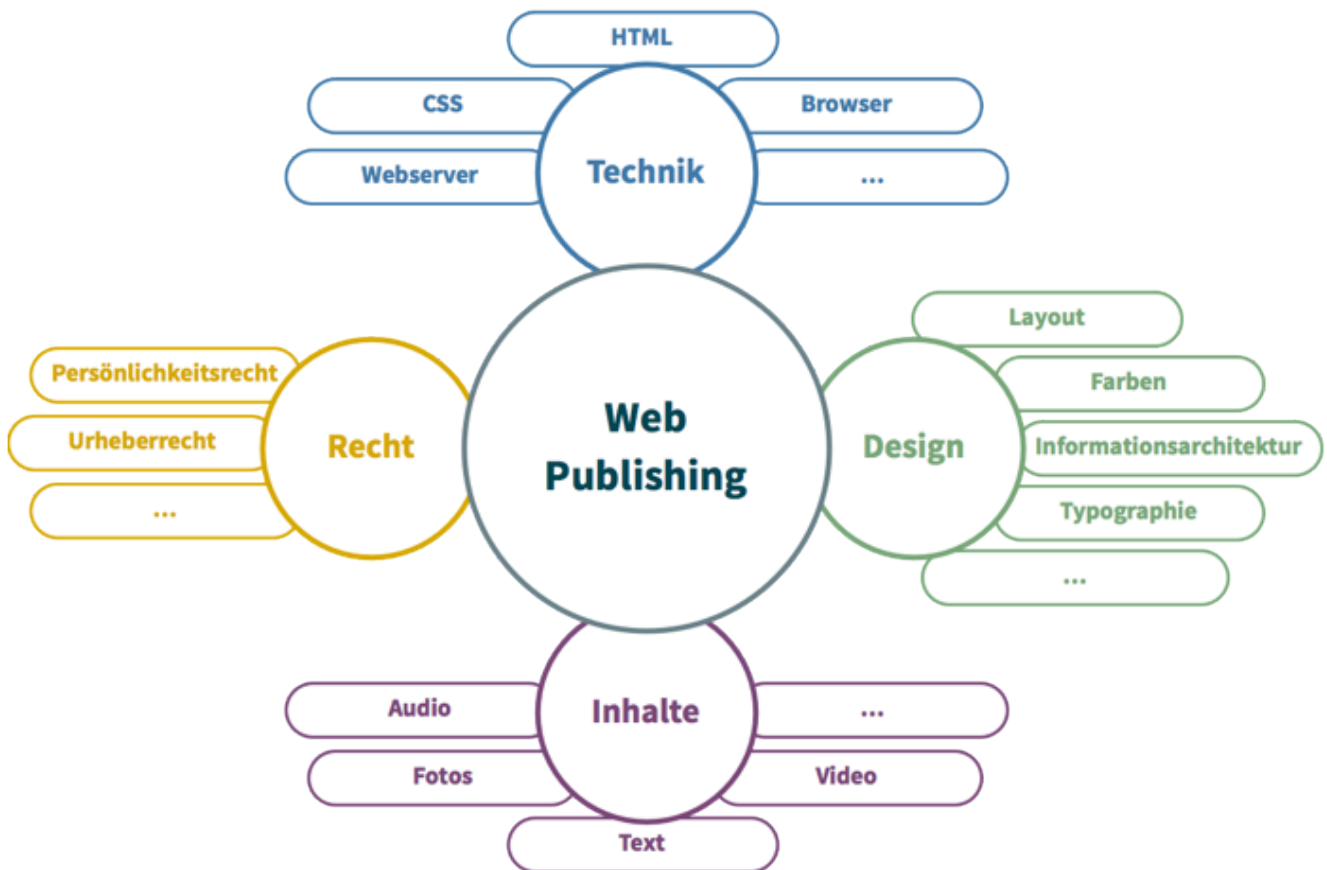 HTML
CSS
Browser
Webserver
Technik
...
Layout
Persönlichkeitsrecht
Farben
Urheberrecht
Recht
Web
Publishing
Design
Informationsarchitektur
...
Typographie
...
Audio
Inhalte
...
Fotos
Video
Text